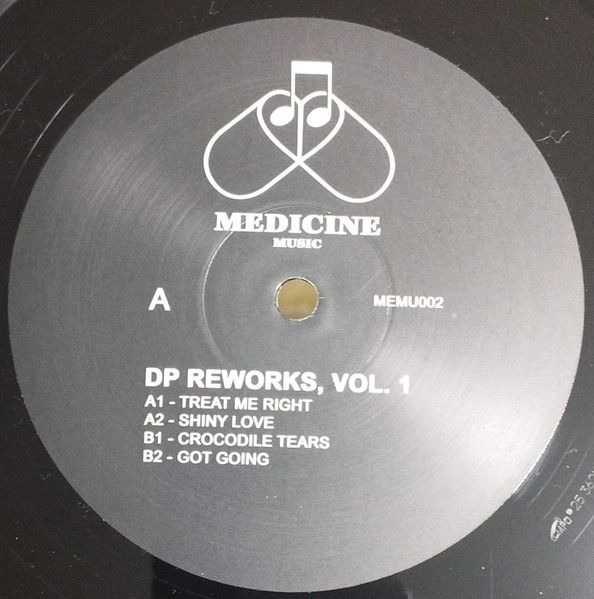 MEDICINE
MUSIC
A
MEMU002
DP REWORKS, VOL. 1
A1 - TREAT ME RIGHT
A2 - SHINY LOVE
B1 - CROCODILE TEARS
B2 - GOT GOING